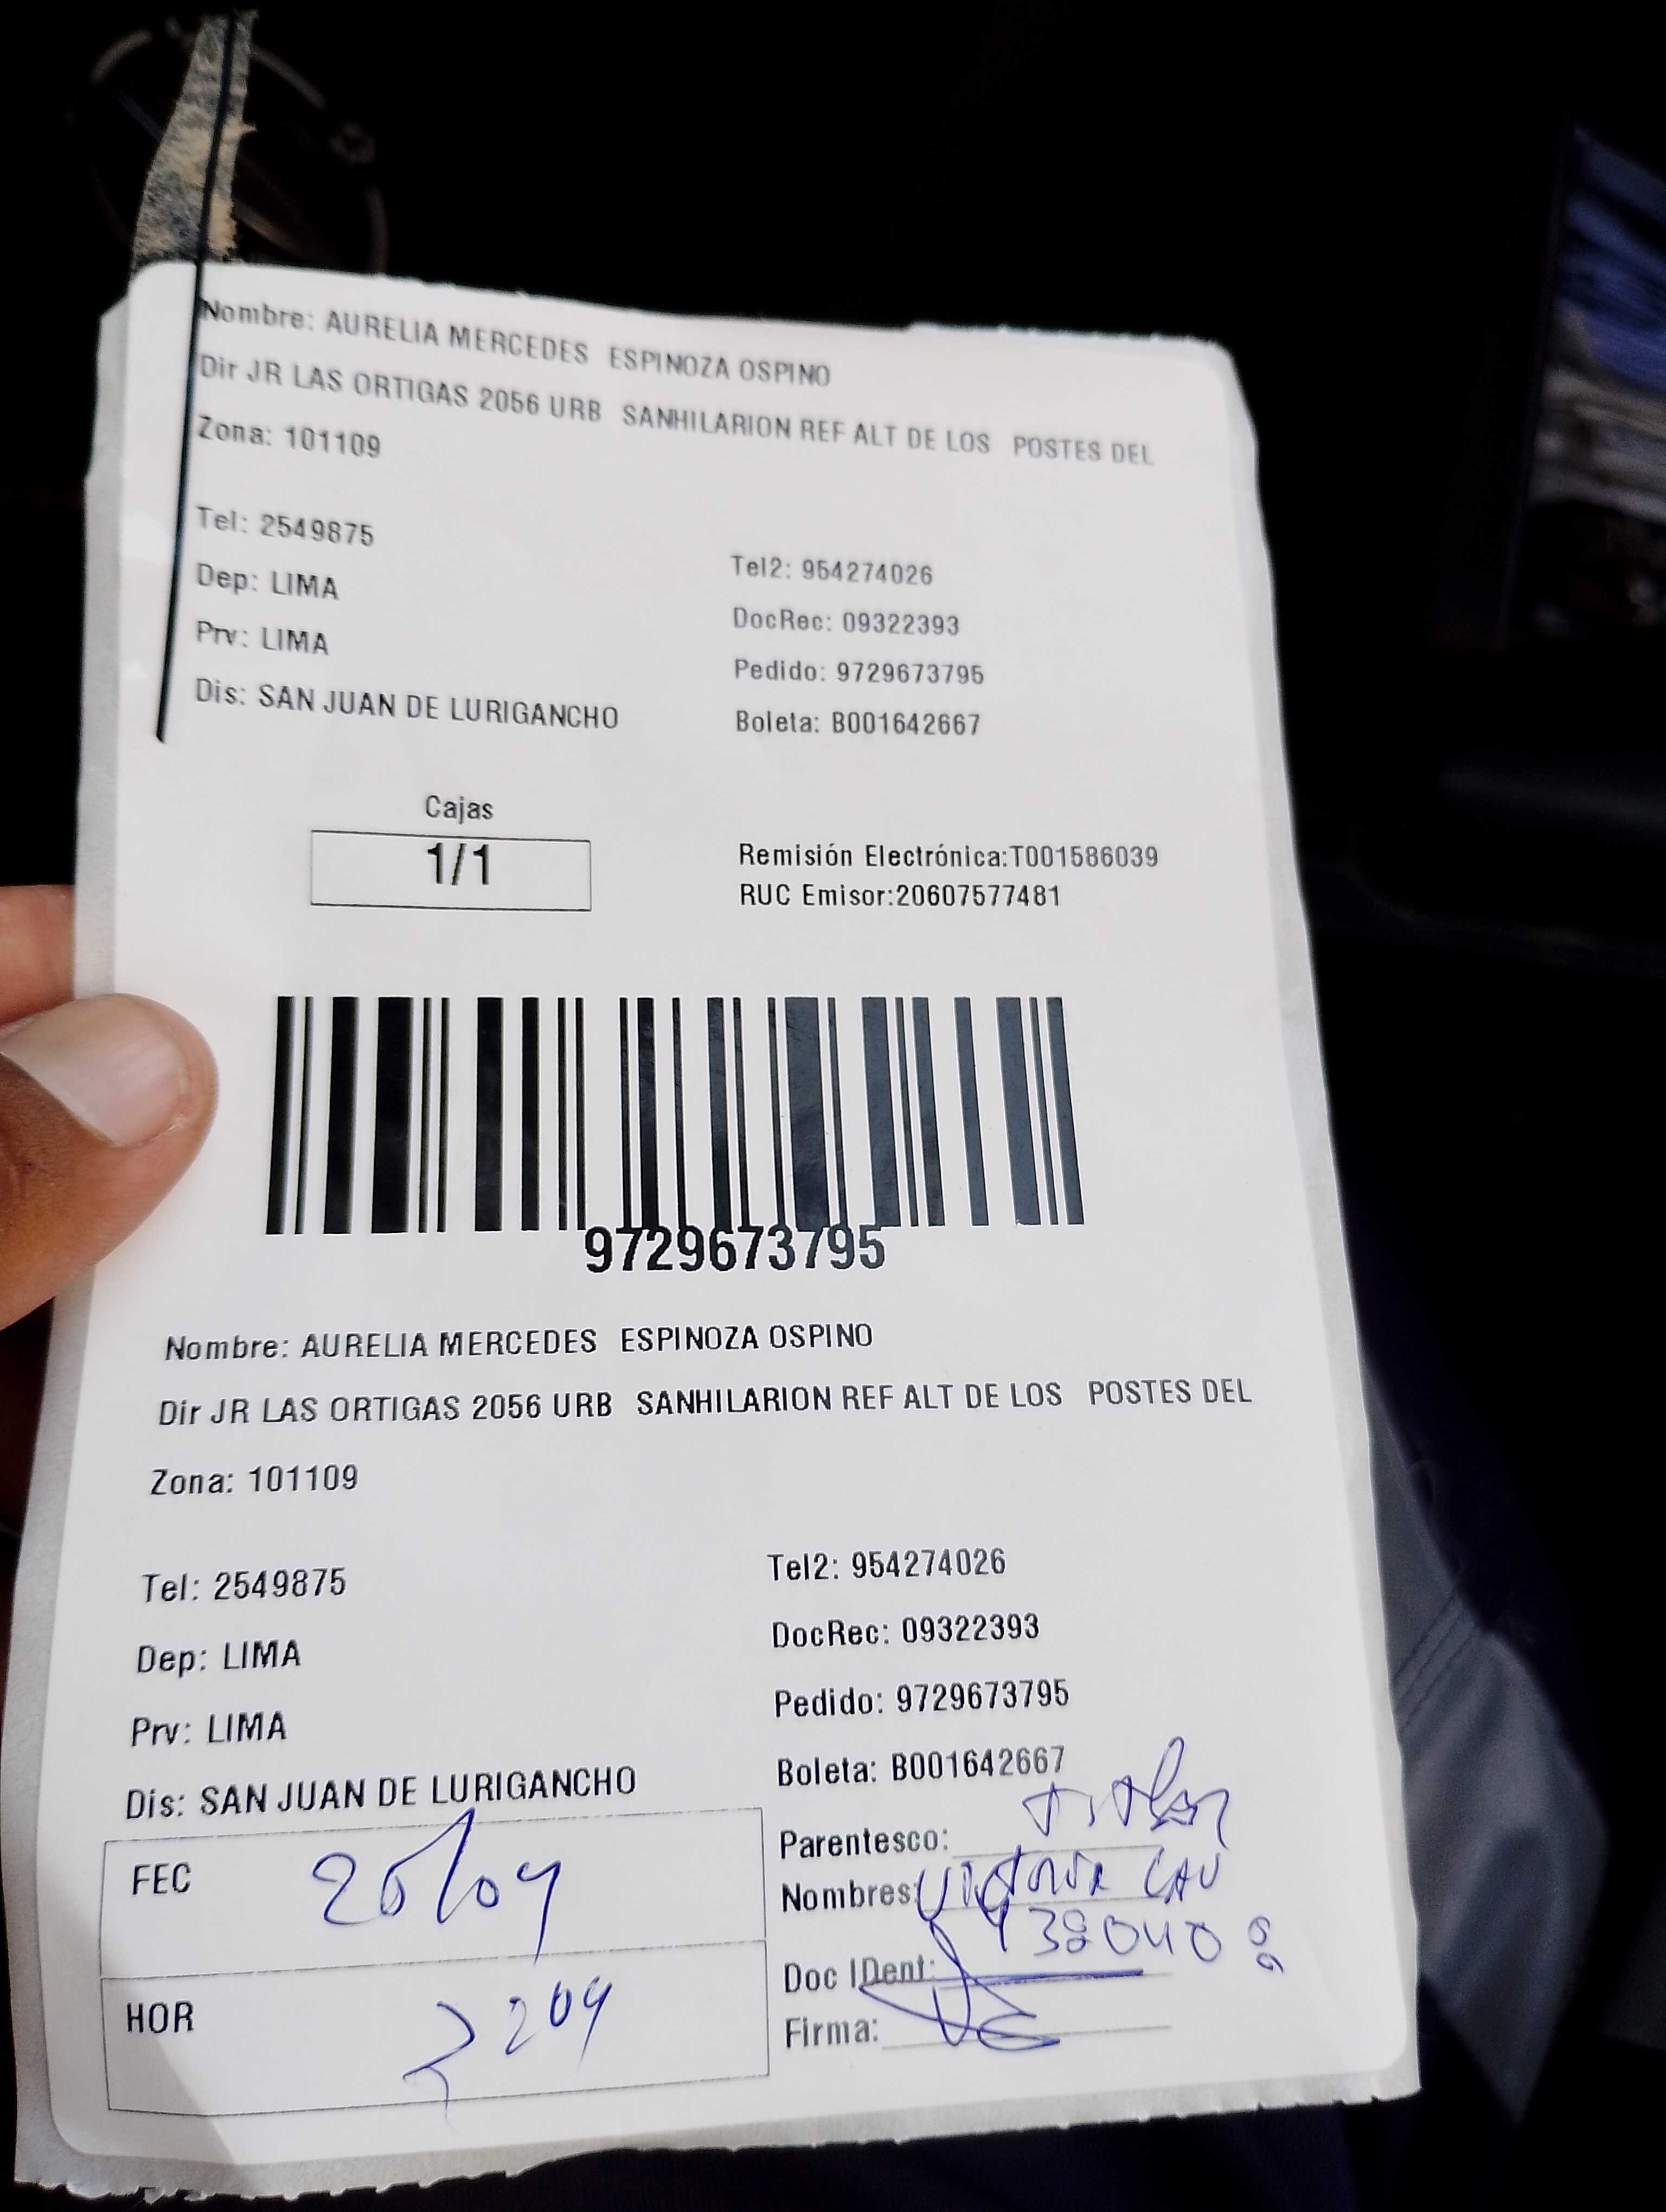 Nombre: AURELIA MERCEDES ESPINOZA OSPINO
Dir JR LAS ORTIGAS 2056 URB SANHILARION REF ALT DE LOS POSTES DEL
Zona: 101109
Tel: 2549875
Tel2: 954274026
Dep: LIMA
DocRec: 09322393
Prv: LIMA
Pedido: 9729673795
Dis: SAN JUAN DE LURIGANCHO
Boleta: B001642667
Cajas
1/1
Remisión Electrónica:T001586039
RUC Emisor:20607577481
9729673795
Nombre: AURELIA MERCEDES ESPINOZA OSPINO
Dir JR LAS ORTIGAS 2056 URB SANHILARION REF ALT DE LOS POSTES DEL
Zona: 101109
Tel: 2549875
Tel2: 954274026
Dep: LIMA
DocRec: 09322393
Prv: LIMA
Pedido: 9729673795
Dis: SAN JUAN DE LURIGANCHO
Boleta: B001642667
FEC
Parentesco:
Nombres:
HOR
Doc IDent:
Firma: